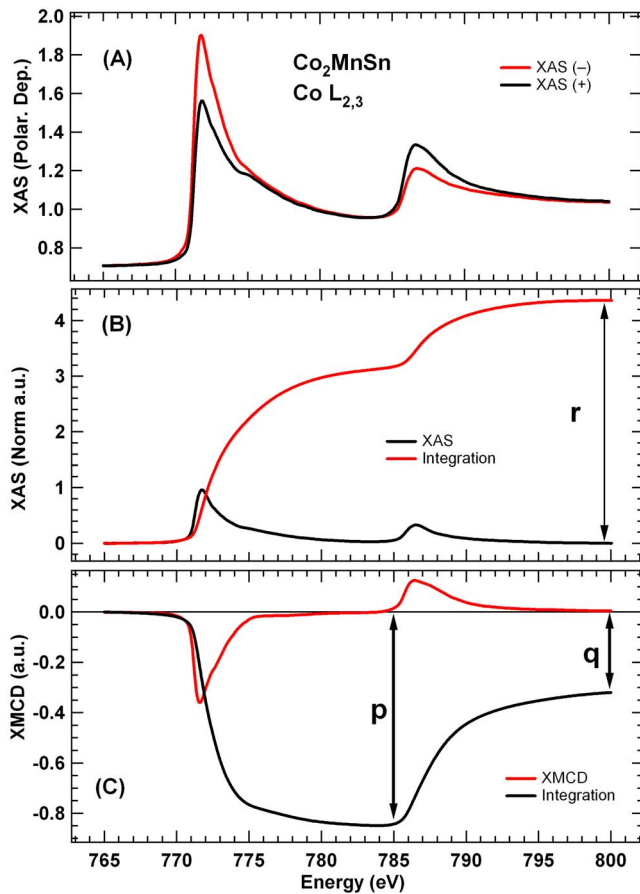 2.0
1.8
1.6
1.4
1.2
1.0
0.8
XAS (Polar. Dep.)
(A)
Co₂MnSn
Co L₂,₃
XAS (–)
XAS (+)
4
3
2
1
0
XAS (Norm a.u.)
(B)
XAS
Integration
r
0.0
-0.2
-0.4
-0.6
-0.8
XMCD (a.u.)
(C)
p
q
XMCD
Integration
765 770 775 780 785 790 795 800
Energy (eV)